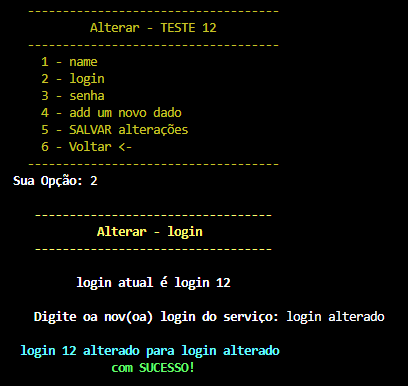 ------------------------------------
Alterar - TESTE 12
------------------------------------
1 - name
2 - login
3 - senha
4 - add um novo dado
5 - SALVAR alterações
6 - Voltar <-
------------------------------------
Sua Opção: 2
----------------------------------
Alterar - login
----------------------------------
login atual é login 12
Digite oa nov(oa) login do serviço: login alterado
login 12 alterado para login alterado
com SUCESSO!